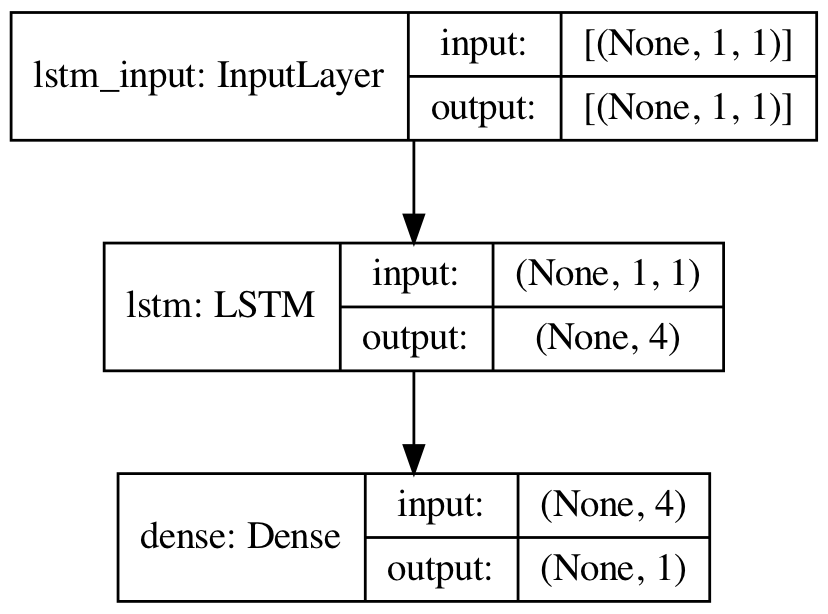 lstm_input: InputLayer
input: [(None, 1, 1)]
output: [(None, 1, 1)]
lstm: LSTM
input: (None, 1, 1)
output: (None, 4)
dense: Dense
input: (None, 4)
output: (None, 1)